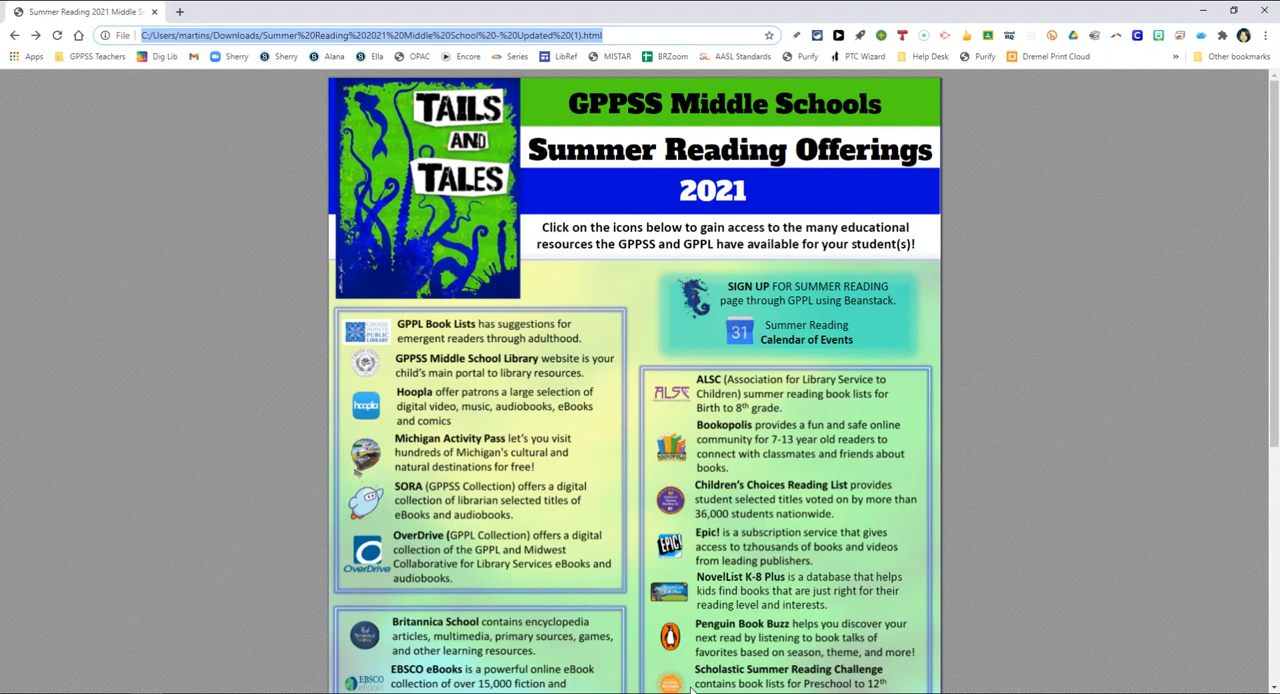 Summer Reading 2021 Middle S
File
C:/Users/martins/Downloads/Summer%20Reading%202021%20Middle%20School%20-%20Updated%20(1).html
Apps
GPPSS Teachers
Dig Lib
Sherry
Sherry
Alana
Ella
OPAC
Encore
Series
LibRef
MISTAR
BRZoom
AASL Standards
Purify
PTC Wizard
Help Desk
Purify
Dremel Print Cloud
»
Other bookmarks
TAILS
AND
TALES
GPPSS Middle Schools
Summer Reading Offerings
2021
Click on the icons below to gain access to the many educational
resources the GPPSS and GPPL have available for your student(s)!
SIGN UP FOR SUMMER READING
page through GPPL using Beanstack.
31
Summer Reading
Calendar of Events
GPPL Book Lists has suggestions for
emergent readers through adulthood.
GPPSS Middle School Library website is your
child's main portal to library resources.
hoopla
Hoopla offer patrons a large selection of
digital video, music, audiobooks, eBooks
and comics
Michigan Activity Pass let's you visit
hundreds of Michigan's cultural and
natural destinations for free!
SORA (GPPSS Collection) offers a digital
collection of librarian selected titles of
eBooks and audiobooks.
OverDrive
OverDrive (GPPL Collection) offers a digital
collection of the GPPL and Midwest
Collaborative for Library Services eBooks and
audiobooks.
Britannica School contains encyclopedia
articles, multimedia, primary sources, games,
and other learning resources.
EBSCO eBooks
EBSCO eBooks is a powerful online eBook
collection of over 15,000 fiction and
ALSC
ALSC (Association for Library Service to
Children) summer reading book lists for
Birth to 8th grade.
BOOKOPOLIS
Bookopolis provides a fun and safe online
community for 7-13 year old readers to
connect with classmates and friends about
books.
Children's Choices Reading List provides
student selected titles voted on by more than
36,000 students nationwide.
EPIC!
Epic! is a subscription service that gives
access to tzhousands of books and videos
from leading publishers.
NovelList K-8 Plus is a database that helps
kids find books that are just right for their
reading level and interests.
Penguin Book Buzz helps you discover your
next read by listening to book talks of
favorites based on season, theme, and more!
Scholastic Summer Reading Challenge
contains book lists for Preschool to 12th